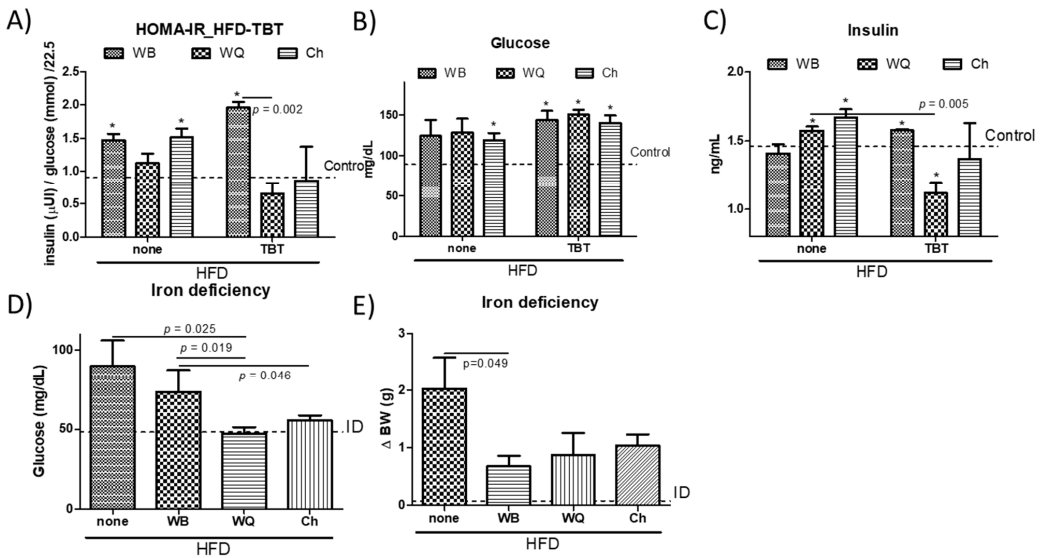 A)
HOMA-IR_HFD-TBT
WB WQ Ch
insulin (µUI) / glucose (mmol) /22.5
2.5
2.0
1.5
1.0
0.5
0.0
* * *
p = 0.002
Control
none TBT
HFD
B)
Glucose
WB WQ Ch
mg/dL
150
100
50
0
* * * *
Control
none TBT
HFD
C)
Insulin
WB WQ Ch
ng/mL
2.0
1.5
1.0
* * * *
p = 0.005
Control
none TBT
HFD
D)
Iron deficiency
Glucose (mg/dL)
100
50
0
p = 0.025
p = 0.019
p = 0.046
ID
none WB WQ Ch
HFD
E)
Iron deficiency
Δ BW (g)
3
2
1
0
p=0.049
ID
none WB WQ Ch
HFD